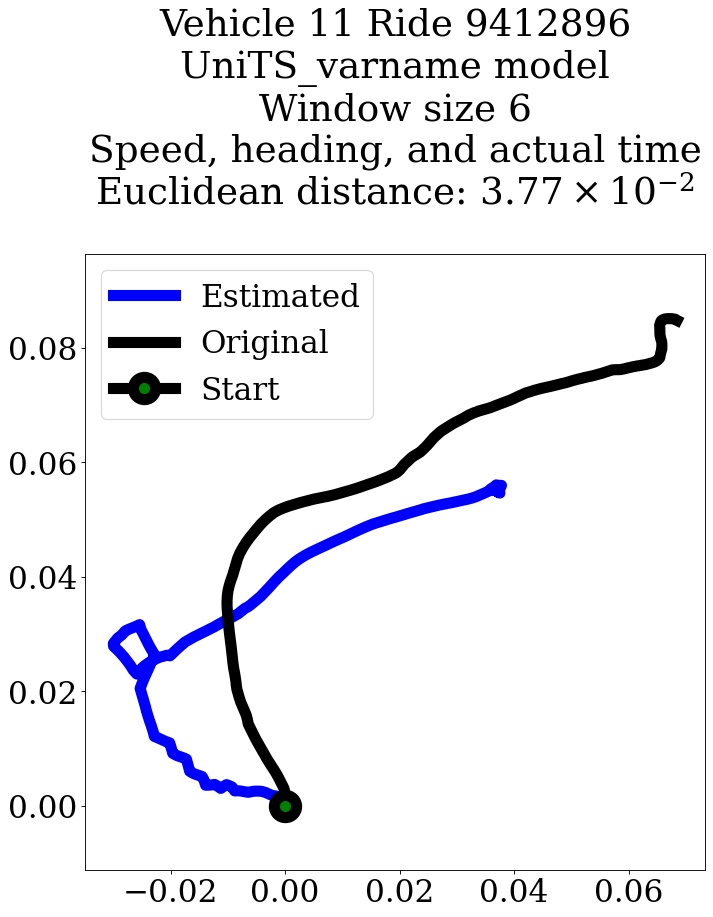 Vehicle 11 Ride 9412896
UniTS_varname model
Window size 6
Speed, heading, and actual time
Euclidean distance: 3.77 × 10⁻²
Estimated
Original
Start
0.08
0.06
0.04
0.02
0.00
−0.02 0.00 0.02 0.04 0.06